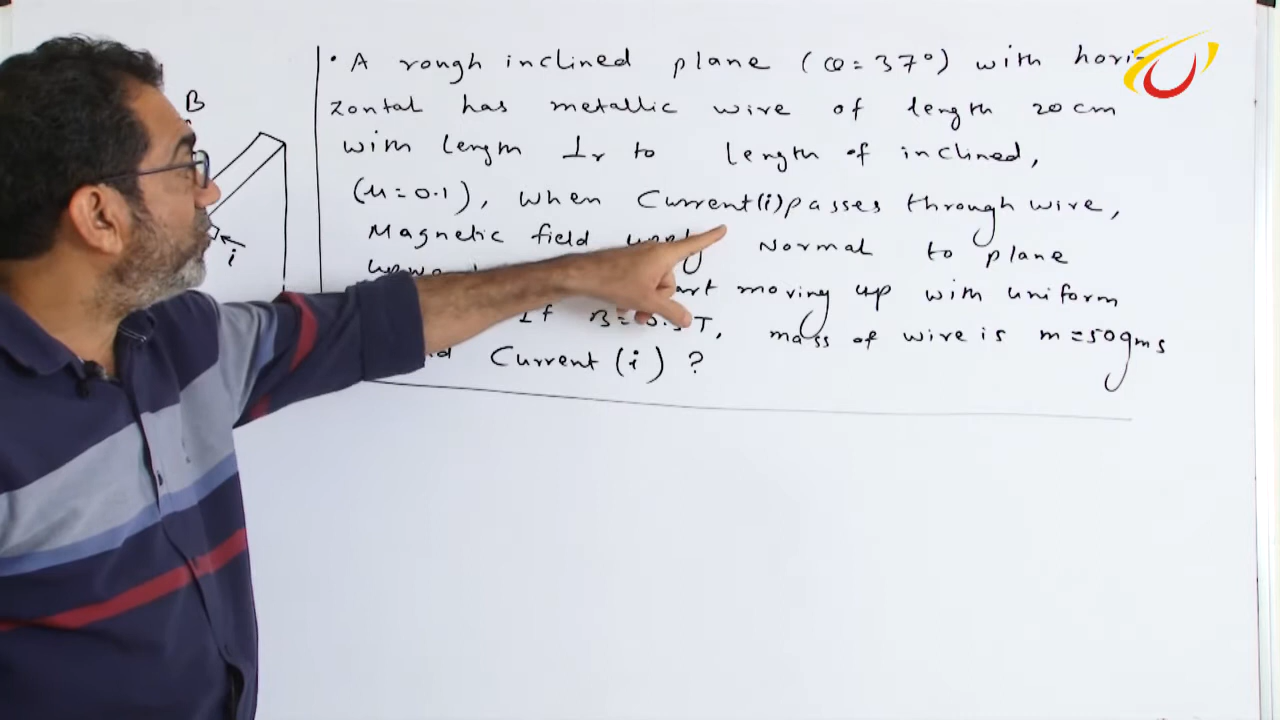 B
i
· A rough inclined plane (θ = 37°) with hori-
zontal has metallic wire of length 20 cm
with length ⊥r to length of inclined,
(μ = 0.1), when Current(i) passes through wire,
Magnetic field Normal to plane
moving up with uniform
If B = T, mass of wire is m = 50gms
Current (i) ?